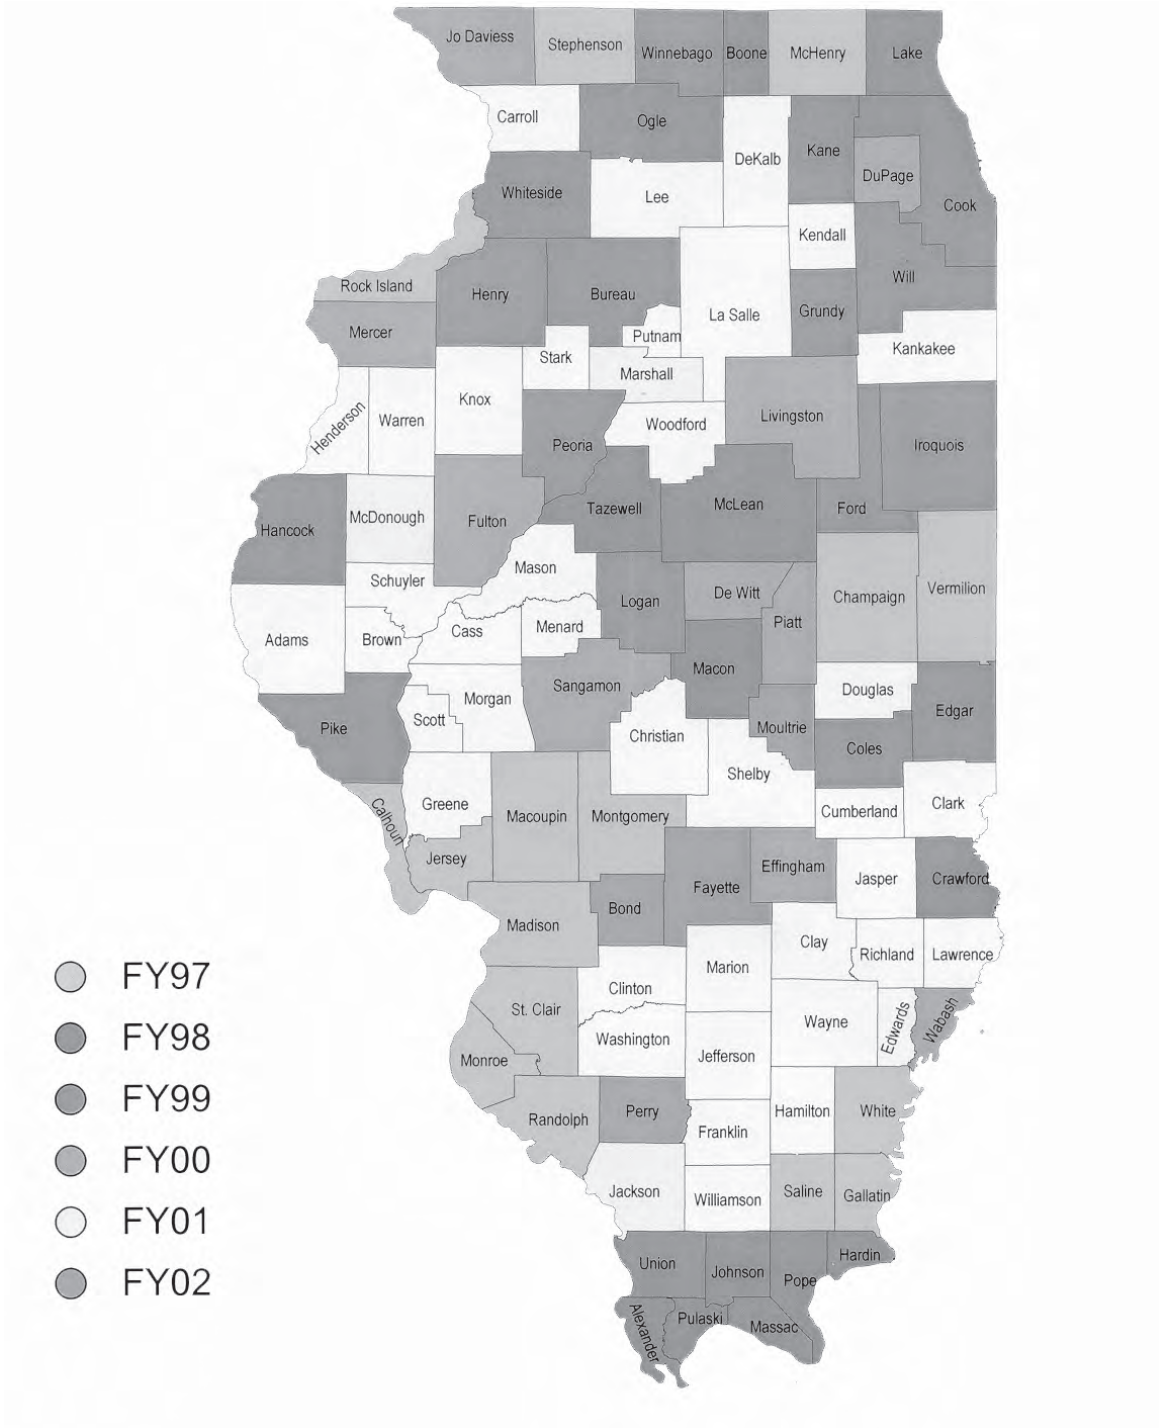 Jo Daviess
Stephenson
Winnebago
Boone
McHenry
Lake
Carroll
Ogle
DeKalb
Kane
DuPage
Cook
Whiteside
Lee
Kendall
Rock Island
Henry
Bureau
La Salle
Grundy
Will
Mercer
Putnam
Kankakee
Stark
Marshall
Henderson
Warren
Knox
Woodford
Livingston
Iroquois
Peoria
Hancock
McDonough
Fulton
Tazewell
McLean
Ford
Schuyler
Mason
Logan
De Witt
Champaign
Vermilion
Adams
Brown
Cass
Menard
Piatt
Macon
Sangamon
Douglas
Pike
Scott
Morgan
Christian
Moultrie
Coles
Edgar
Shelby
Calhoun
Greene
Macoupin
Montgomery
Cumberland
Clark
Jersey
Fayette
Effingham
Jasper
Crawford
Madison
Bond
Clay
Richland
Lawrence
Marion
FY97
Clinton
St. Clair
Washington
Wayne
Edwards
Wabash
FY98
Monroe
Jefferson
FY99
Randolph
Perry
Franklin
Hamilton
White
FY00
Jackson
Williamson
Saline
Gallatin
FY01
Union
Johnson
Pope
Hardin
FY02
Alexander
Pulaski
Massac